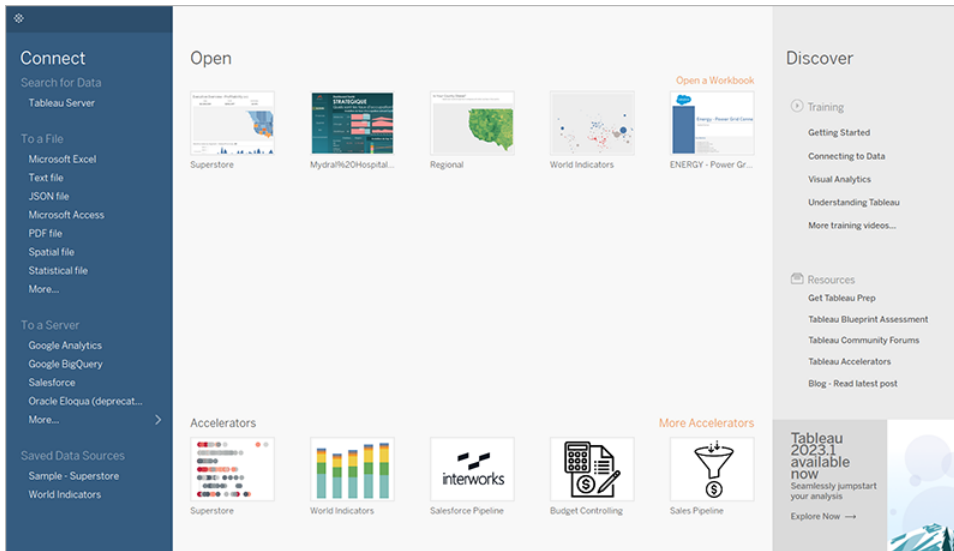 Connect
Search for Data
Tableau Server
To a File
Microsoft Excel
Text file
JSON file
Microsoft Access
PDF file
Spatial file
Statistical file
More...
To a Server
Google Analytics
Google BigQuery
Salesforce
Oracle Eloqua (deprecat...
More...
Saved Data Sources
Sample - Superstore
World Indicators
Open
Open a Workbook
STRATEGIQUE
Energy - Power Grid
Superstore
Mydral%20Hospital...
Regional
World Indicators
ENERGY - Power Gr...
Accelerators
More Accelerators
interworks
Superstore
World Indicators
Salesforce Pipeline
Budget Controlling
Sales Pipeline
Discover
Training
Getting Started
Connecting to Data
Visual Analytics
Understanding Tableau
More training videos...
Resources
Get Tableau Prep
Tableau Blueprint Assessment
Tableau Community Forums
Tableau Accelerators
Blog - Read latest post
Tableau
2023.1
available
now
Seamlessly jumpstart
your analysis
Explore Now →